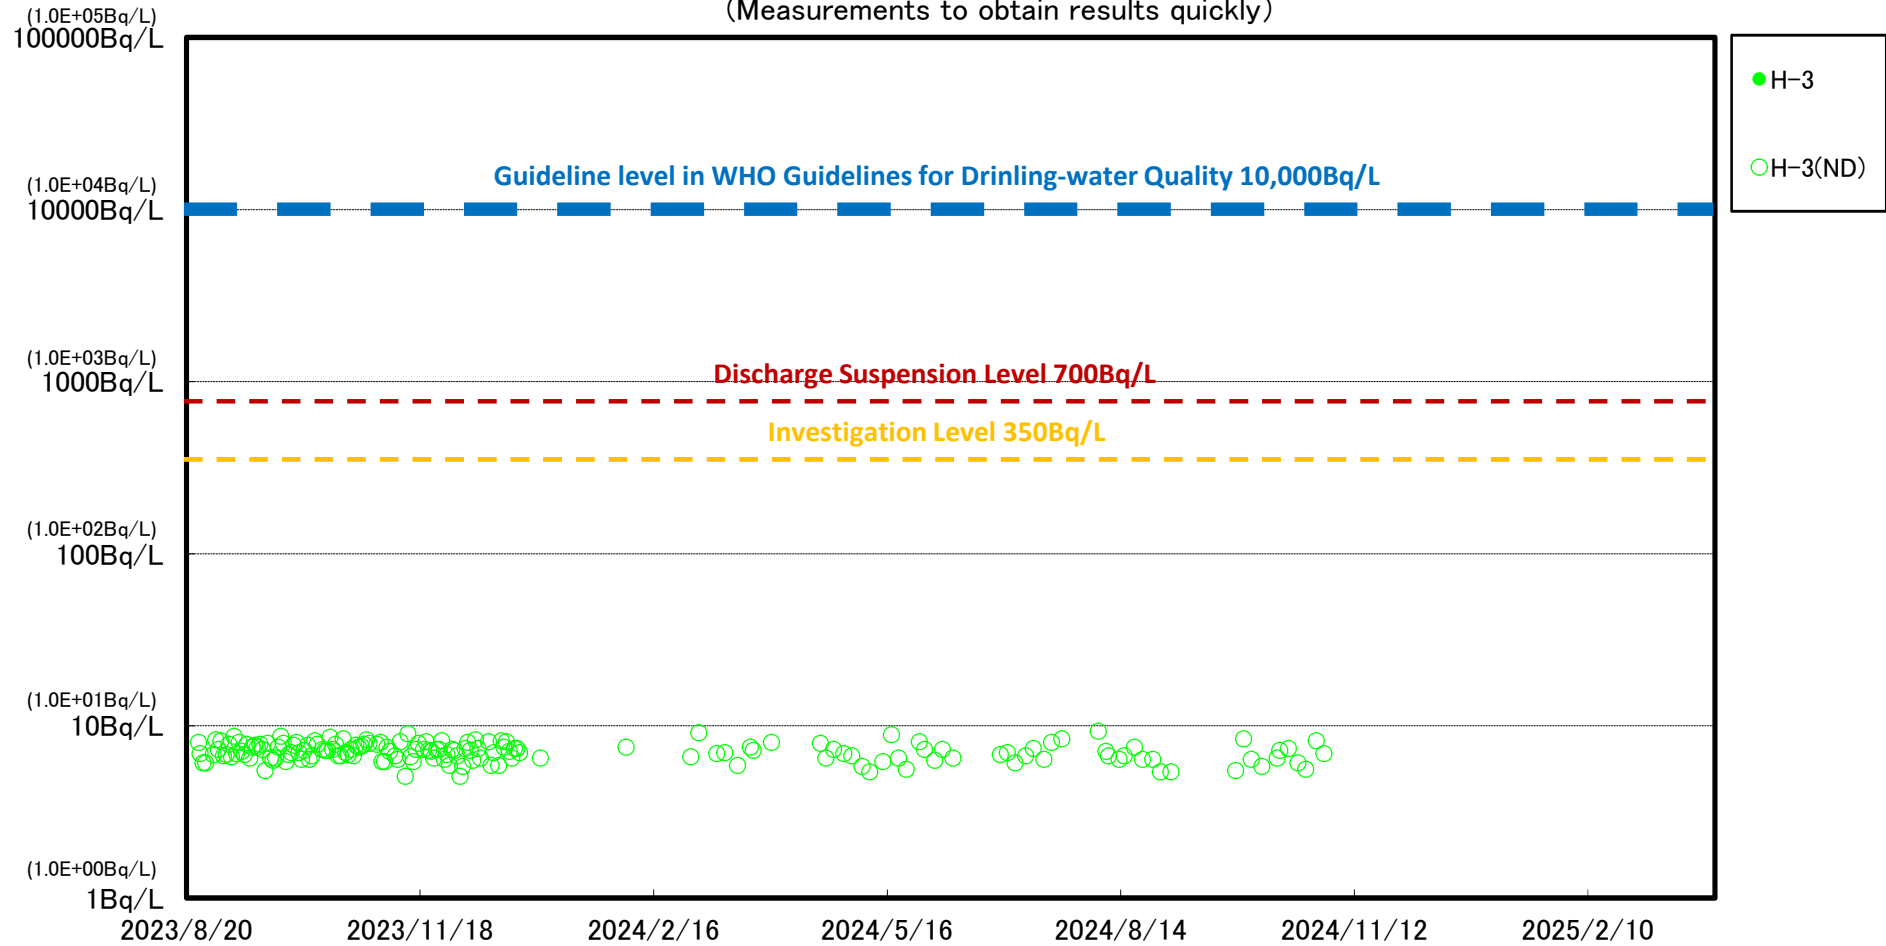 (Measurements to obtain results quickly)
(1.0E+05Bq/L)
100000Bq/L
H-3
H-3(ND)
Guideline level in WHO Guidelines for Drinling-water Quality 10,000Bq/L
(1.0E+04Bq/L)
10000Bq/L
(1.0E+03Bq/L)
1000Bq/L
Discharge Suspension Level 700Bq/L
Investigation Level 350Bq/L
(1.0E+02Bq/L)
100Bq/L
(1.0E+01Bq/L)
10Bq/L
(1.0E+00Bq/L)
1Bq/L
2023/8/20 2023/11/18 2024/2/16 2024/5/16 2024/8/14 2024/11/12 2025/2/10